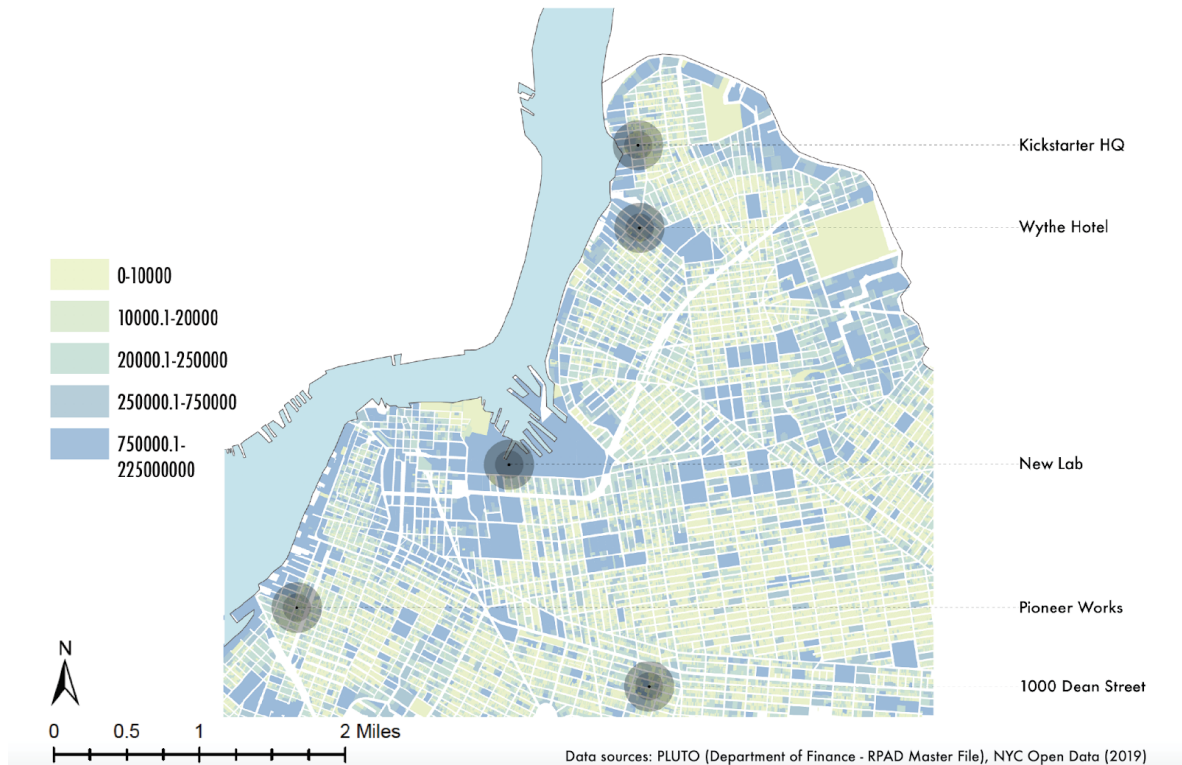 Kickstarter HQ
Wythe Hotel
0-10000
10000.1-20000
20000.1-250000
250000.1-750000
750000.1-
225000000
New Lab
Pioneer Works
N
1000 Dean Street
0 0.5 1 2 Miles
Data sources: PLUTO (Department of Finance - RPAD Master File), NYC Open Data (2019)